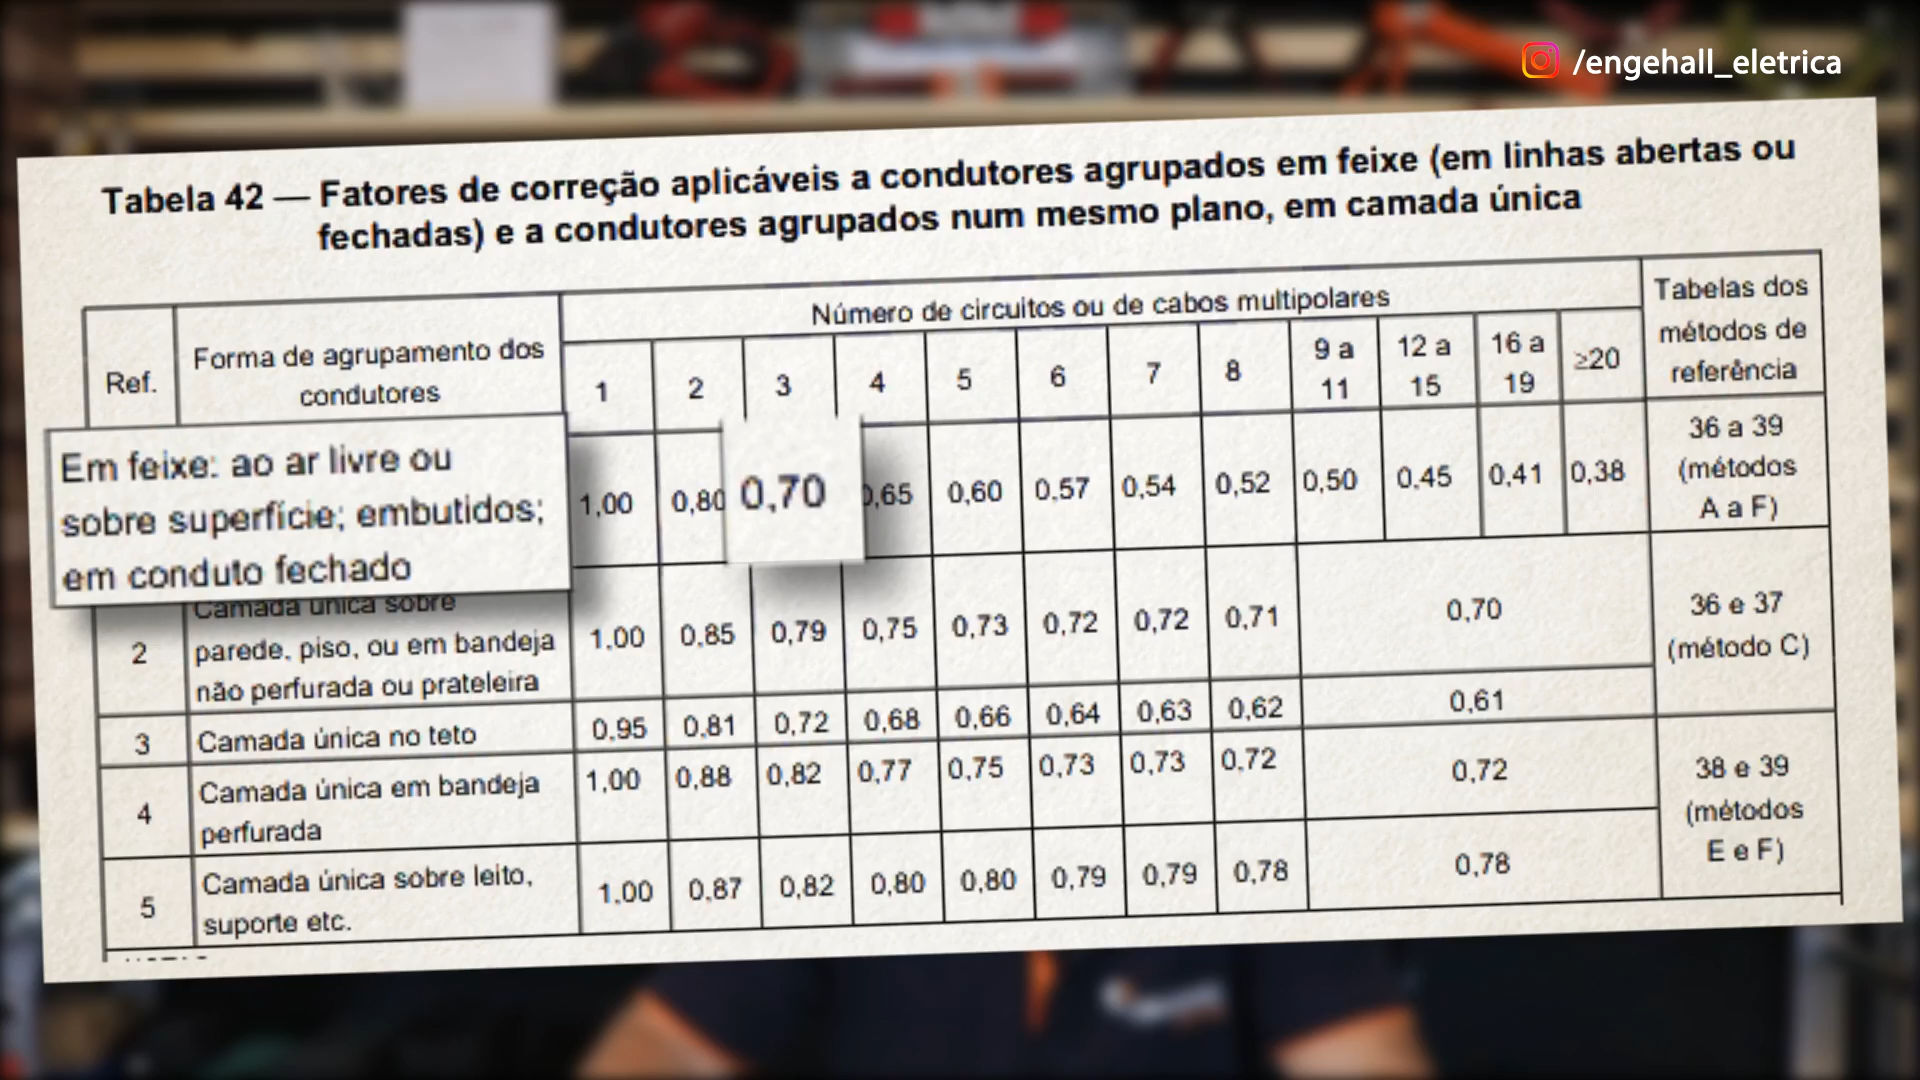 /engehall_eletrica
Tabela 42 — Fatores de correção aplicáveis a condutores agrupados em feixe (em linhas abertas ou
fechadas) e a condutores agrupados num mesmo plano, em camada única
Ref.
Forma de agrupamento dos
condutores
Número de circuitos ou de cabos multipolares
1 2 3 4 5 6 7 8 9 a 11 12 a 15 16 a 19 ≥20
Tabelas dos
métodos de
referência
Em feixe: ao ar livre ou
sobre superfície; embutidos;
em conduto fechado
1,00 0,80 0,70 0,65 0,60 0,57 0,54 0,52 0,50 0,45 0,41 0,38
36 a 39
(métodos
A a F)
2
Camada única sobre
parede, piso, ou em bandeja
não perfurada ou prateleira
1,00 0,85 0,79 0,75 0,73 0,72 0,72 0,71 0,70
36 e 37
(método C)
3 Camada única no teto 0,95 0,81 0,72 0,68 0,66 0,64 0,63 0,62 0,61
4
Camada única em bandeja
perfurada
1,00 0,88 0,82 0,77 0,75 0,73 0,73 0,72 0,72
38 e 39
(métodos
E e F)
5
Camada única sobre leito,
suporte etc.
1,00 0,87 0,82 0,80 0,80 0,79 0,79 0,78 0,78